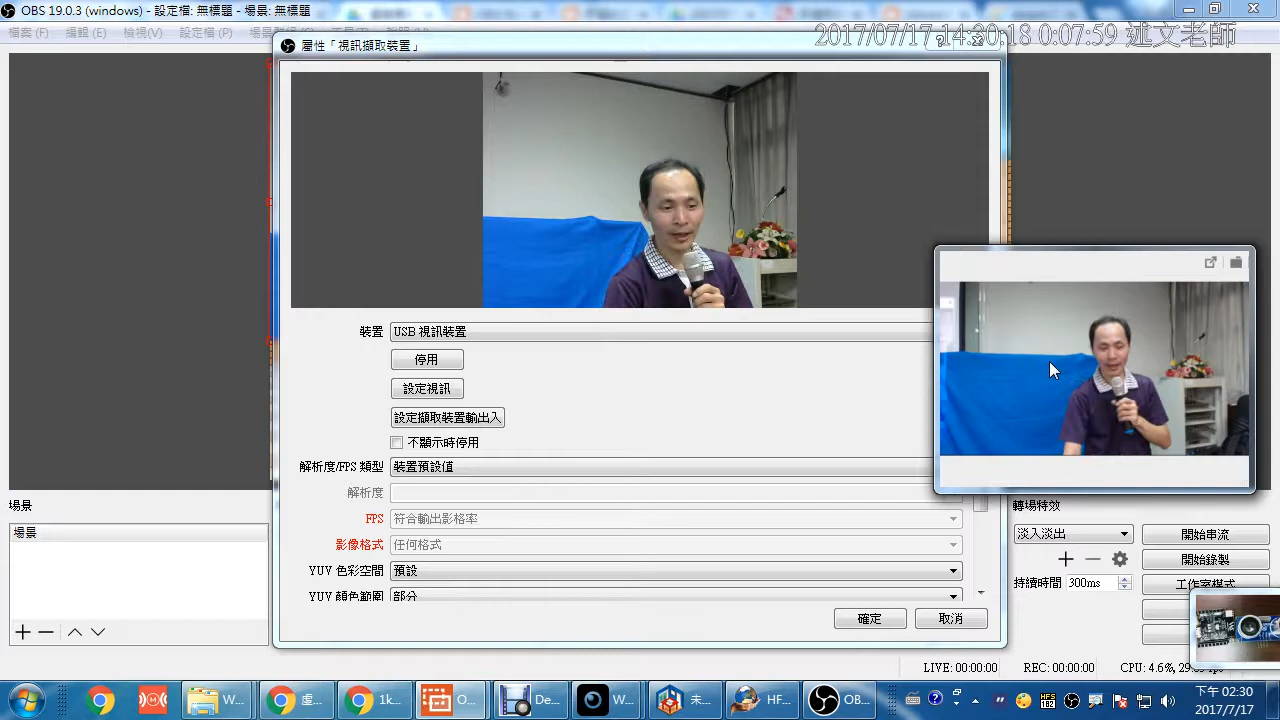 OBS 19.0.3 (windows) - 設定檔: 無標題 - 場景: 無標題
檔案 (F) 編輯 (E) 檢視(V) 設定檔 (P)
屬性「視訊擷取裝置」
2017/07/17 14:30:18 0:07:59 述文老師
裝置 USB 視訊裝置
停用
設定視訊
設定擷取裝置輸出入
不顯示時停用
解析度/FPS 類型 裝置預設值
解析度
FPS 符合輸出影格率
影像格式 任何格式
YUV 色彩空間 預設
YUV 顏色範圍 部分
確定 取消
場景
場景
轉場特效
淡入淡出
持續時間 300ms
開始串流
開始錄製
工作室模式
LIVE: 00:00:00 REC: 00:00:00 CPU: 4.6%,
W... 虛... 1k... O... De... W... 未... HF... OB...
HFS 182
下午 02:30
2017/7/17